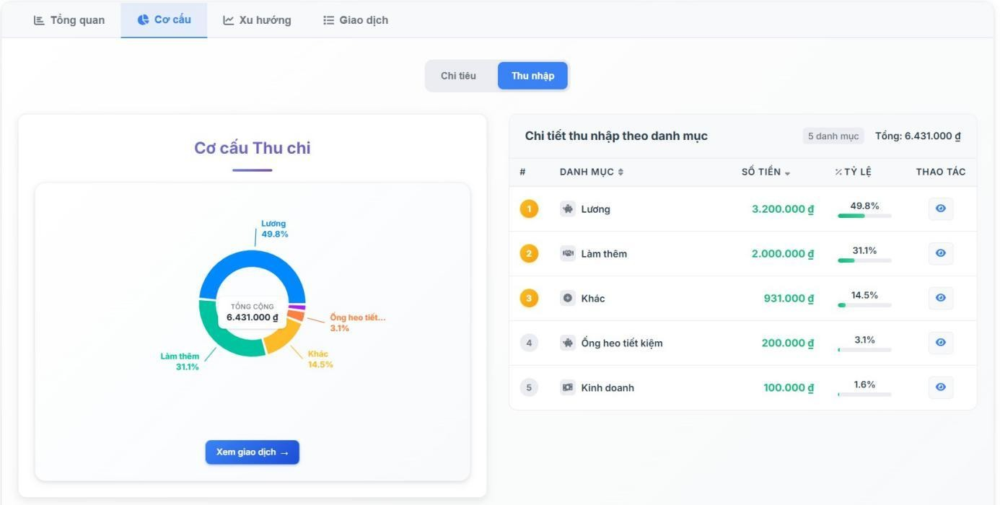 Tổng quan
Cơ cấu
Xu hướng
Giao dịch
Chi tiêu
Thu nhập
Cơ cấu Thu chi
Lương
49.8%
TỔNG CỘNG
6.431.000 ₫
Ống heo tiết...
3.1%
Làm thêm
31.1%
Khác
14.5%
Xem giao dịch →
Chi tiết thu nhập theo danh mục
5 danh mục
Tổng: 6.431.000 ₫
# DANH MỤC SỐ TIỀN % TỶ LỆ THAO TÁC
1 Lương 3.200.000 ₫ 49.8%
2 Làm thêm 2.000.000 ₫ 31.1%
3 Khác 931.000 ₫ 14.5%
4 Ống heo tiết kiệm 200.000 ₫ 3.1%
5 Kinh doanh 100.000 ₫ 1.6%